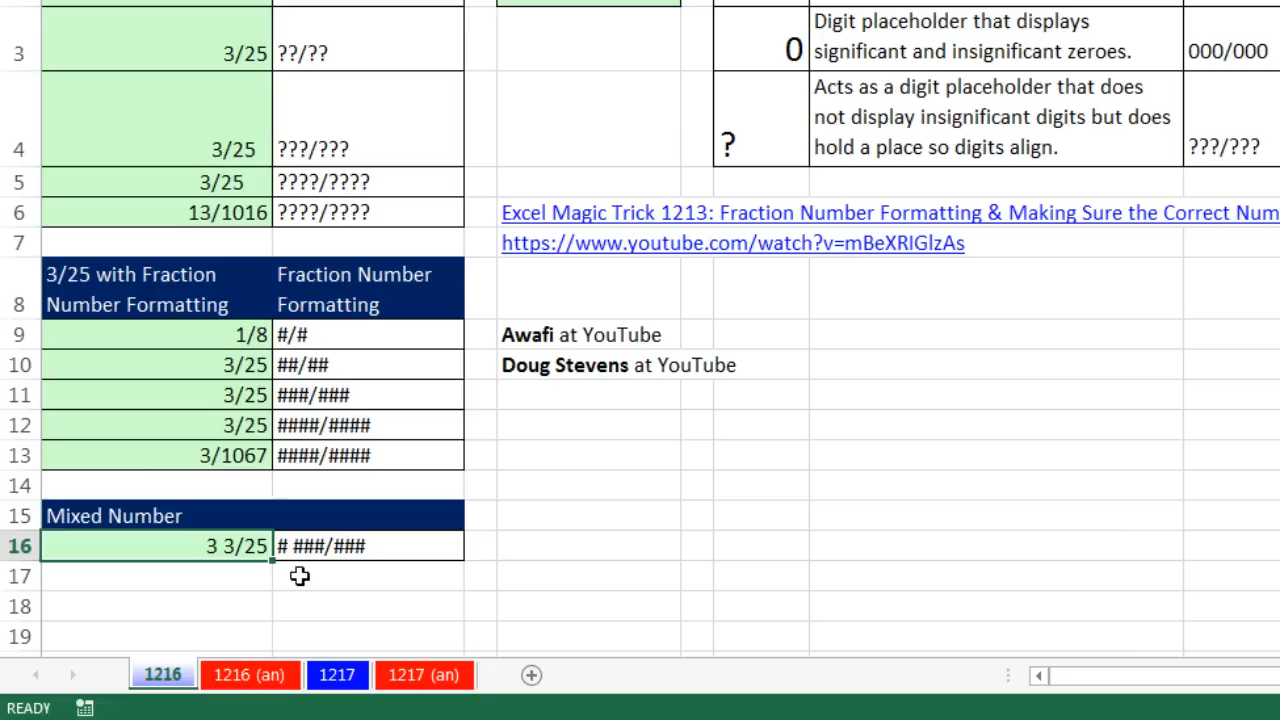 Digit placeholder that displays
3 3/25 ??/?? 0 significant and insignificant zeroes. 000/000
Acts as a digit placeholder that does
not display insignificant digits but does
4 3/25 ???/??? ? hold a place so digits align. ???/???
5 3/25 ????/????
6 13/1016 ????/???? Excel Magic Trick 1213: Fraction Number Formatting & Making Sure the Correct Num
7 https://www.youtube.com/watch?v=mBeXRIGlzAs
3/25 with Fraction Fraction Number
8 Number Formatting Formatting
9 1/8 #/# Awafi at YouTube
10 3/25 ##/## Doug Stevens at YouTube
11 3/25 ###/###
12 3/25 ####/####
13 3/1067 ####/####
14
15 Mixed Number
16 3 3/25 # ###/###
17
18
19
1216 1216 (an) 1217 1217 (an)
READY